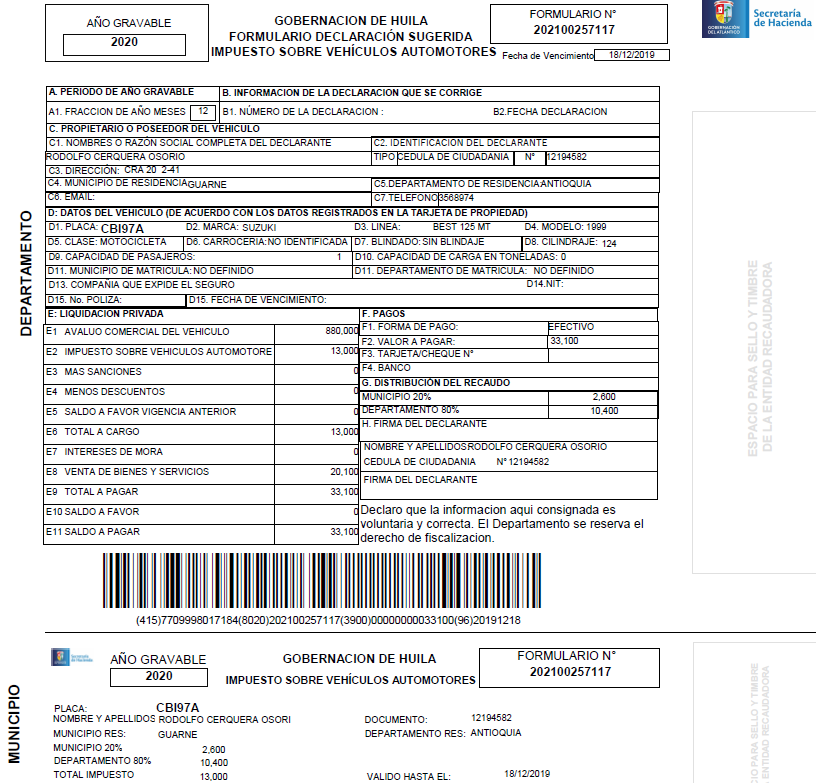 AÑO GRAVABLE
2020
GOBERNACION DE HUILA
FORMULARIO DECLARACIÓN SUGERIDA
IMPUESTO SOBRE VEHÍCULOS AUTOMOTORES
FORMULARIO N°
202100257117
Fecha de Vencimiento 18/12/2019
GOBERNACIÓN DEL ATLANTICO
Secretaría
de Hacienda
DEPARTAMENTO
A. PERIODO DE AÑO GRAVABLE B. INFORMACION DE LA DECLARACION QUE SE CORRIGE
A1. FRACCION DE AÑO MESES 12 B1. NÚMERO DE LA DECLARACION : B2.FECHA DECLARACION
C. PROPIETARIO O POSEEDOR DEL VEHICULO
C1. NOMBRES O RAZÓN SOCIAL COMPLETA DEL DECLARANTE C2. IDENTIFICACION DEL DECLARANTE
RODOLFO CERQUERA OSORIO TIPO CEDULA DE CIUDADANIA N° 12194582
C3. DIRECCIÓN: CRA 20 2-41
C4. MUNICIPIO DE RESIDENCIA GUARNE C5.DEPARTAMENTO DE RESIDENCIA ANTIOQUIA
C6. EMAIL: C7.TELEFONO 3568974
D: DATOS DEL VEHICULO (DE ACUERDO CON LOS DATOS REGISTRADOS EN LA TARJETA DE PROPIEDAD)
D1. PLACA: CBI97A D2. MARCA: SUZUKI D3. LINEA: BEST 125 MT D4. MODELO: 1999
D5. CLASE: MOTOCICLETA D6. CARROCERIA:NO IDENTIFICADA D7. BLINDADO: SIN BLINDAJE D8. CILINDRAJE: 124
D9. CAPACIDAD DE PASAJEROS: 1 D10. CAPACIDAD DE CARGA EN TONELADAS: 0
D11. MUNICIPIO DE MATRICULA: NO DEFINIDO D11. DEPARTAMENTO DE MATRICULA: NO DEFINIDO
D13. COMPAÑIA QUE EXPIDE EL SEGURO D14.NIT:
D15. No. POLIZA: D15. FECHA DE VENCIMIENTO:
E: LIQUIDACION PRIVADA
E1 AVALUO COMERCIAL DEL VEHICULO 880,000
E2 IMPUESTO SOBRE VEHICULOS AUTOMOTORE 13,000
E3 MAS SANCIONES 0
E4 MENOS DESCUENTOS 0
E5 SALDO A FAVOR VIGENCIA ANTERIOR 0
E6 TOTAL A CARGO 13,000
E7 INTERESES DE MORA 0
E8 VENTA DE BIENES Y SERVICIOS 20,100
E9 TOTAL A PAGAR 33,100
E10 SALDO A FAVOR 0
E11 SALDO A PAGAR 33,100
F. PAGOS
F1. FORMA DE PAGO: EFECTIVO
F2. VALOR A PAGAR: 33,100
F3. TARJETA/CHEQUE N°
F4. BANCO
G. DISTRIBUCIÓN DEL RECAUDO
MUNICIPIO 20% 2,600
DEPARTAMENTO 80% 10,400
H. FIRMA DEL DECLARANTE
NOMBRE Y APELLIDOS RODOLFO CERQUERA OSORIO
CEDULA DE CIUDADANIA N° 12194582
FIRMA DEL DECLARANTE
Declaro que la informacion aqui consignada es
voluntaria y correcta. El Departamento se reserva el
derecho de fiscalizacion.
ESPACIO PARA SELLO Y TIMBRE
DE LA ENTIDAD RECAUDADORA
(415)7709998017184(8020)202100257117(3900)00000000033100(96)20191218
MUNICIPIO
Secretaría
de Hacienda
AÑO GRAVABLE
2020
GOBERNACION DE HUILA
IMPUESTO SOBRE VEHÍCULOS AUTOMOTORES
FORMULARIO N°
202100257117
PLACA: CBI97A
NOMBRE Y APELLIDOS RODOLFO CERQUERA OSORI DOCUMENTO: 12194582
MUNICIPIO RES: GUARNE DEPARTAMENTO RES: ANTIOQUIA
MUNICIPIO 20% 2,600
DEPARTAMENTO 80% 10,400
TOTAL IMPUESTO 13,000 VALIDO HASTA EL: 18/12/2019
CIO PARA SELLO Y TIMBRE
ENTIDAD RECAUDADORA